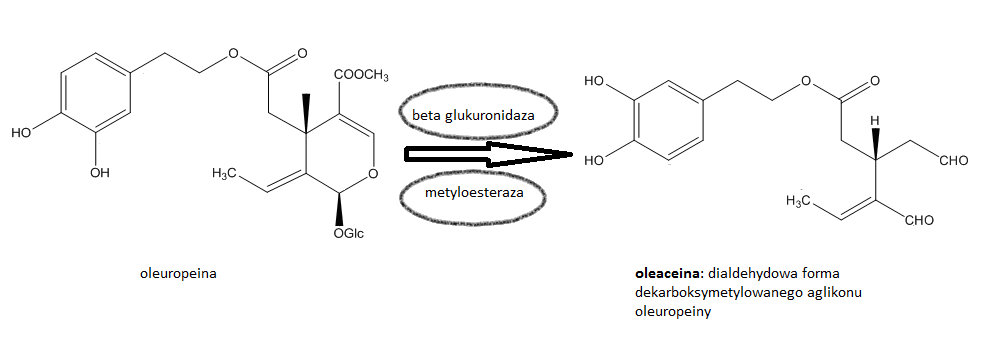 O
O
COOCH3
HO
OH
H3C
O
OGlc
oleuropeina
beta glukuronidaza
metyloesteraza
HO
HO
O
O
H
CHO
H3C
CHO
oleaceina: dialdehydowa forma
dekarboksymetylowanego aglikonu
oleuropeiny